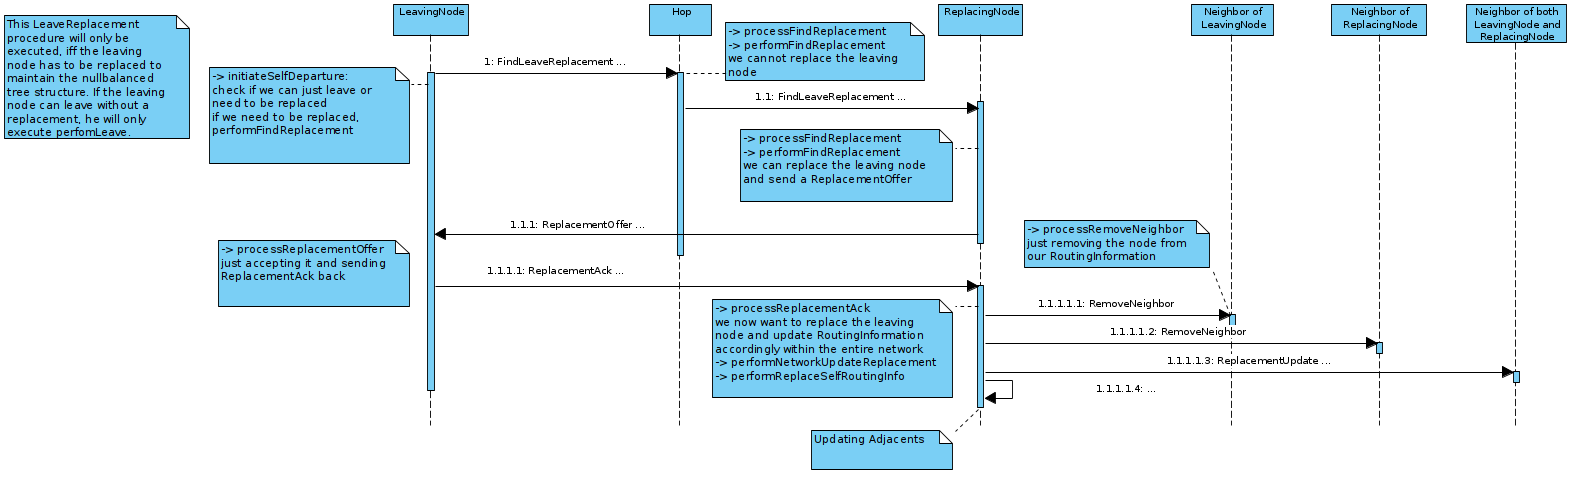 This LeaveReplacement
procedure will only be
executed, iff the leaving
node has to be replaced to
maintain the nullbalanced
tree structure. If the leaving
node can leave without a
replacement, he will only
execute perfomLeave.
LeavingNode
Hop
ReplacingNode
Neighbor of
LeavingNode
Neighbor of
ReplacingNode
Neighbor of both
LeavingNode and
ReplacingNode
-> processFindReplacement
-> performFindReplacement
we cannot replace the leaving
node
1: FindLeaveReplacement ...
-> initiateSelfDeparture:
check if we can just leave or
need to be replaced
if we need to be replaced,
performFindReplacement
1.1: FindLeaveReplacement ...
-> processFindReplacement
-> performFindReplacement
we can replace the leaving node
and send a ReplacementOffer
1.1.1: ReplacementOffer ...
-> processReplacementOffer
just accepting it and sending
ReplacementAck back
-> processRemoveNeighbor
just removing the node from
our RoutingInformation
1.1.1.1: ReplacementAck ...
-> processReplacementAck
we now want to replace the leaving
node and update RoutingInformation
accordingly within the entire network
-> performNetworkUpdateReplacement
-> performReplaceSelfRoutingInfo
1.1.1.1.1: RemoveNeighbor
1.1.1.1.2: RemoveNeighbor
1.1.1.1.3: ReplacementUpdate ...
1.1.1.1.4: ...
Updating Adjacents